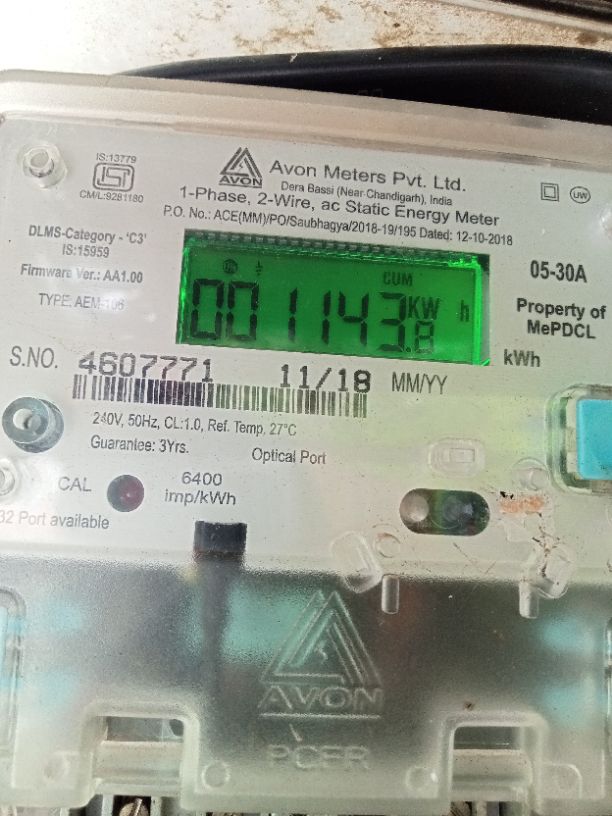 IS:13779
CM/L:9281180
AVON
Avon Meters Pvt. Ltd.
Dera Bassi (Near Chandigarh), India
1-Phase, 2-Wire, ac Static Energy Meter
P.O. No.: ACE(MM)/PO/Saubhagya/2018-19/195 Dated: 12-10-2018
UW
DLMS-Category - 'C3'
IS:15959
Firmware Ver.: AA1.00
TYPE: AEM-106
CUM
001143.8 KW h
05-30A
Property of
MePDCL
kWh
S.NO. 4607771 11/18 MM/YY
240V, 50Hz, CL:1.0, Ref. Temp, 27°C
Guarantee: 3Yrs.
Optical Port
CAL
6400
imp/kWh
32 Port available
AVON